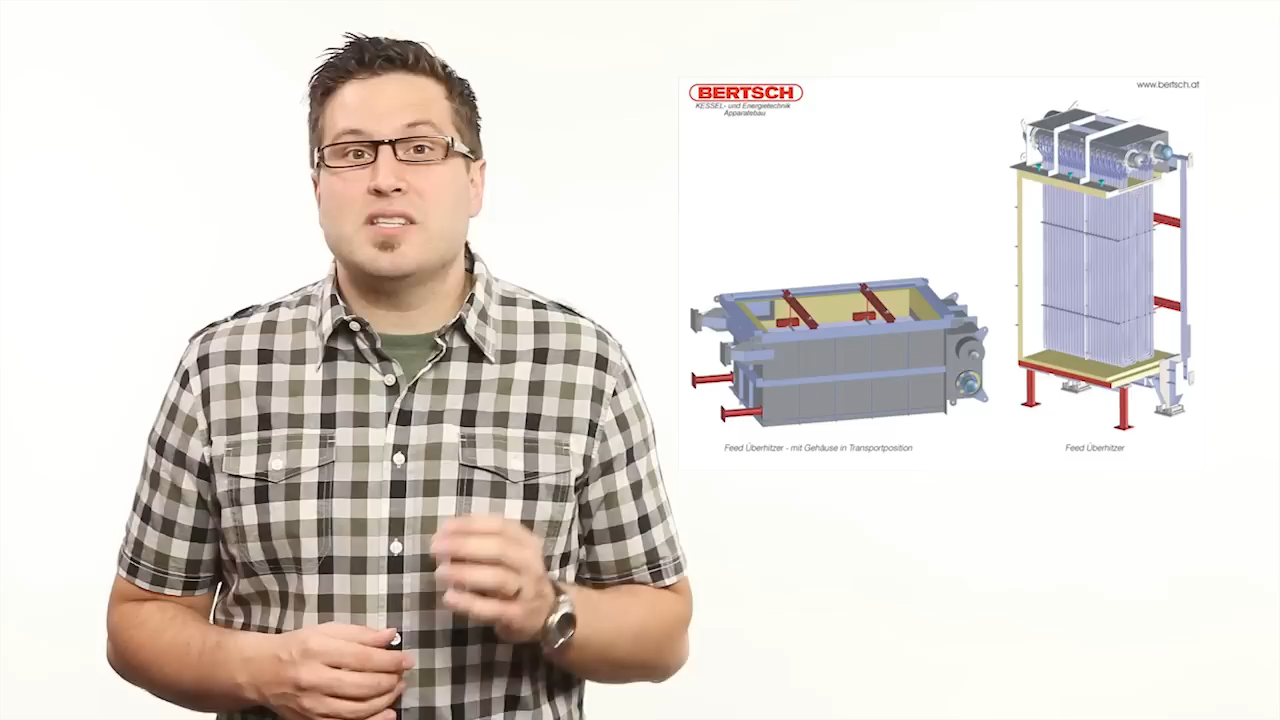 BERTSCH
KESSEL- und Energietechnik
Apparatebau
www.bertsch.at
Feed Überhitzer - mit Gehäuse in Transportposition
Feed Überhitzer